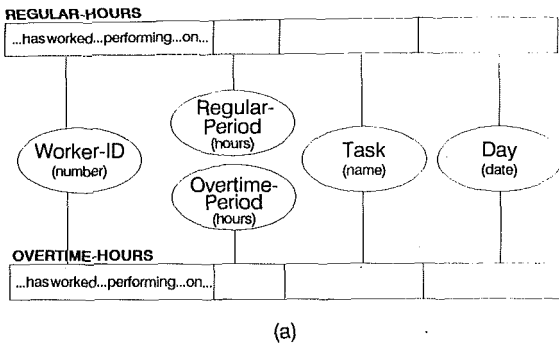 REGULAR-HOURS
...has worked...performing...on...
Regular-
Period
(hours)
Worker-ID
(number)
Task
(name)
Day
(date)
Overtime-
Period
(hours)
OVERTIME-HOURS
...has worked...performing...on...
(a)